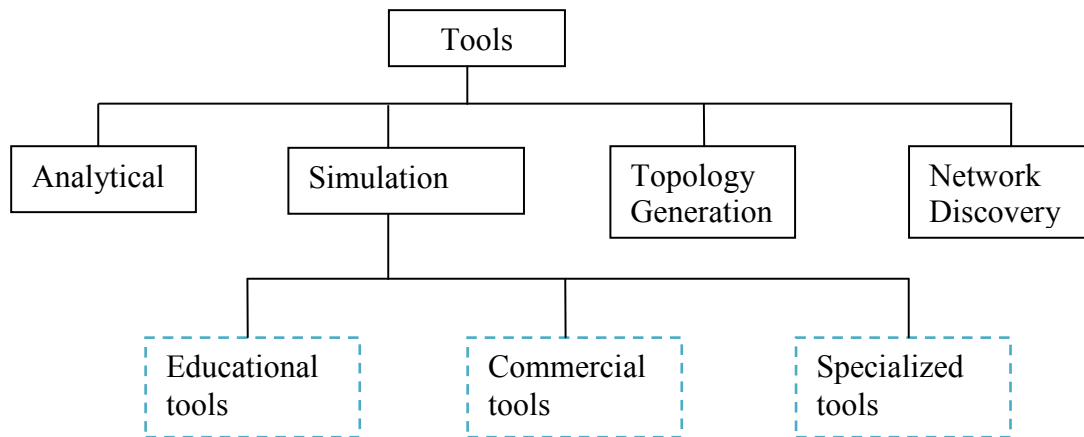 Tools
Analytical
Simulation
Topology
Generation
Network
Discovery
Educational
tools
Commercial
tools
Specialized
tools